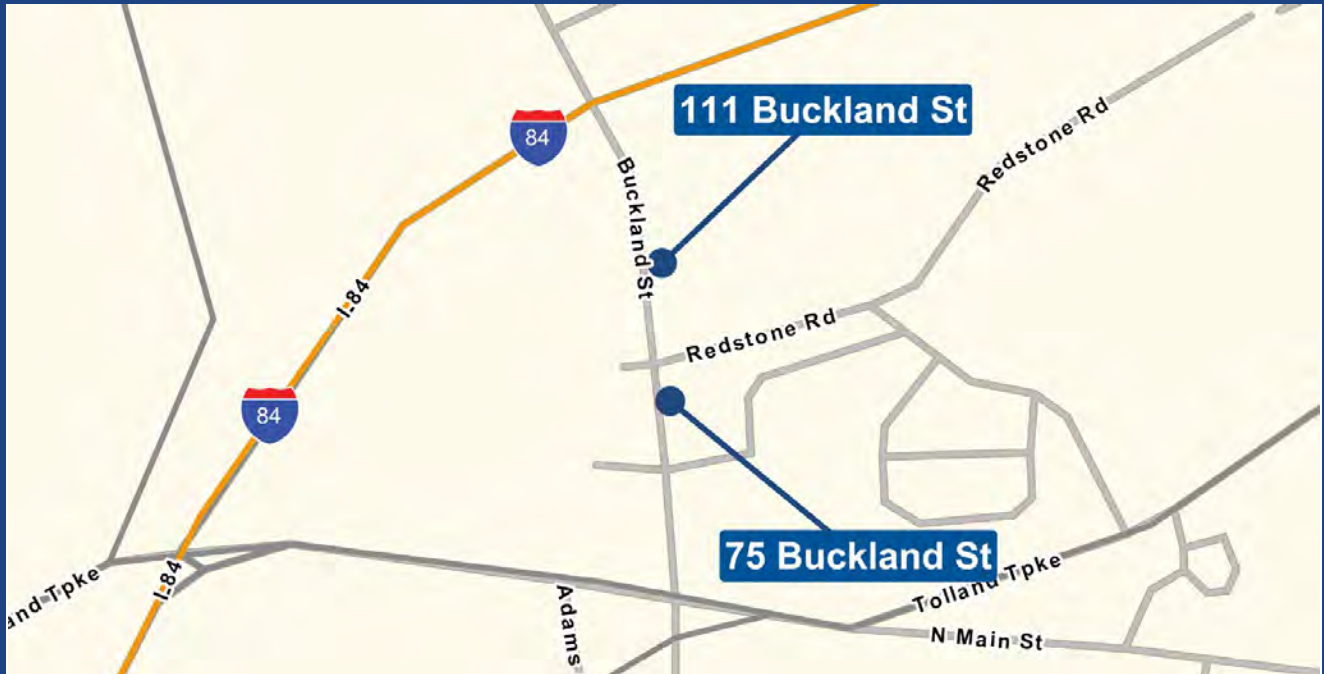 111 Buckland St
84
Redstone Rd
Buckland St
I-84
Redstone Rd
84
75 Buckland St
I-84
and Tpke
Adams
Tolland Tpke
N Main St